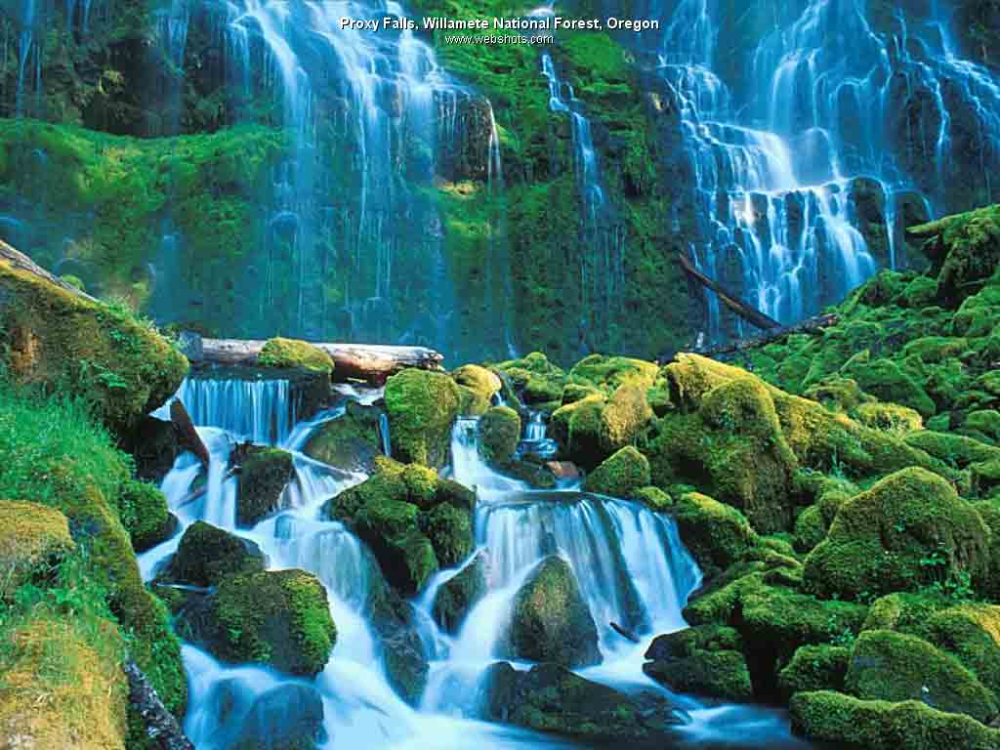 Proxy Falls, Willamete National Forest, Oregon
www.webshots.com